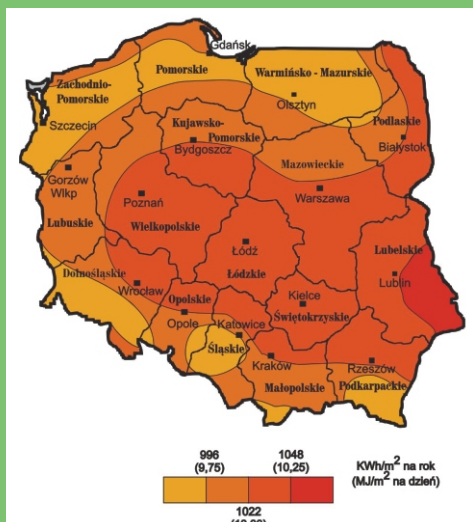 Gdańsk
Zachodnio-
Pomorskie
Pomorskie
Warmińsko - Mazurskie
Olsztyn
Szczecin
Kujawsko-
Pomorskie
Bydgoszcz
Podlaskie
Białystok
Mazowieckie
Gorzów
Wlkp
Poznań
Warszawa
Lubuskie
Wielkopolskie
Łódź
Łódzkie
Lubelskie
Lublin
Dolnośląskie
Wrocław
Opolskie
Opole
Kielce
Świętokrzyskie
Katowice
Śląskie
Kraków
Rzeszów
Małopolskie
Podkarpackie
996
(9,75)
1048
(10,25)
KWh/m² na rok
(MJ/m² na dzień)
1022